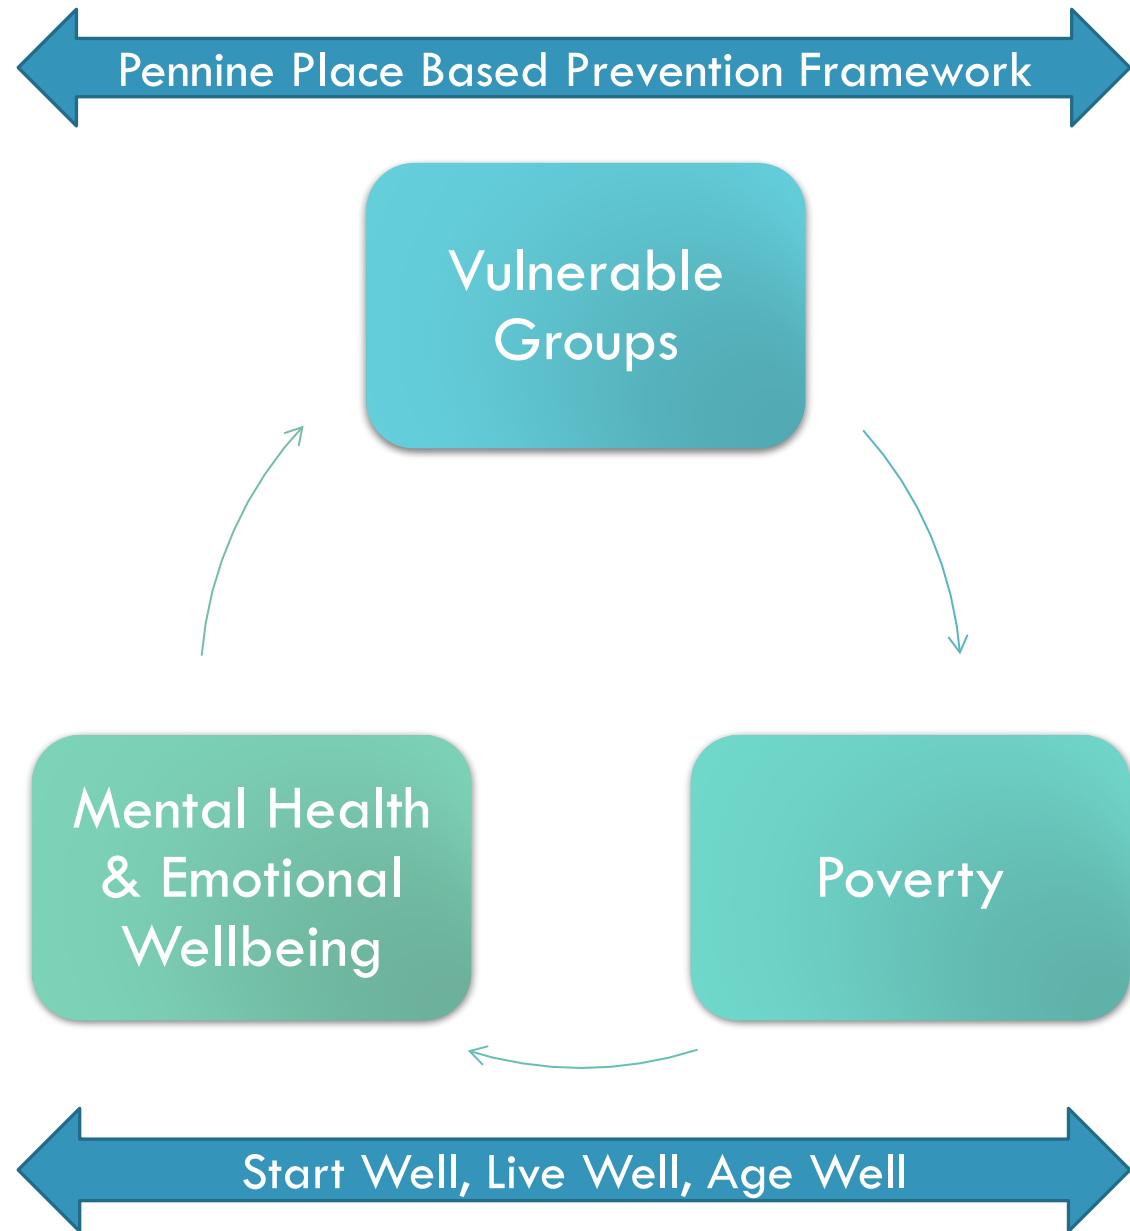 Pennine Place Based Prevention Framework
Vulnerable
Groups
Mental Health
& Emotional
Wellbeing
Poverty
Start Well, Live Well, Age Well